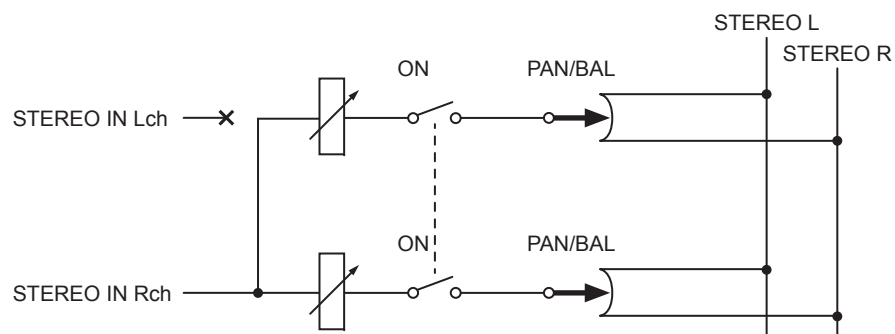 STEREO L
STEREO R
ON
PAN/BAL
STEREO IN Lch
ON
PAN/BAL
STEREO IN Rch